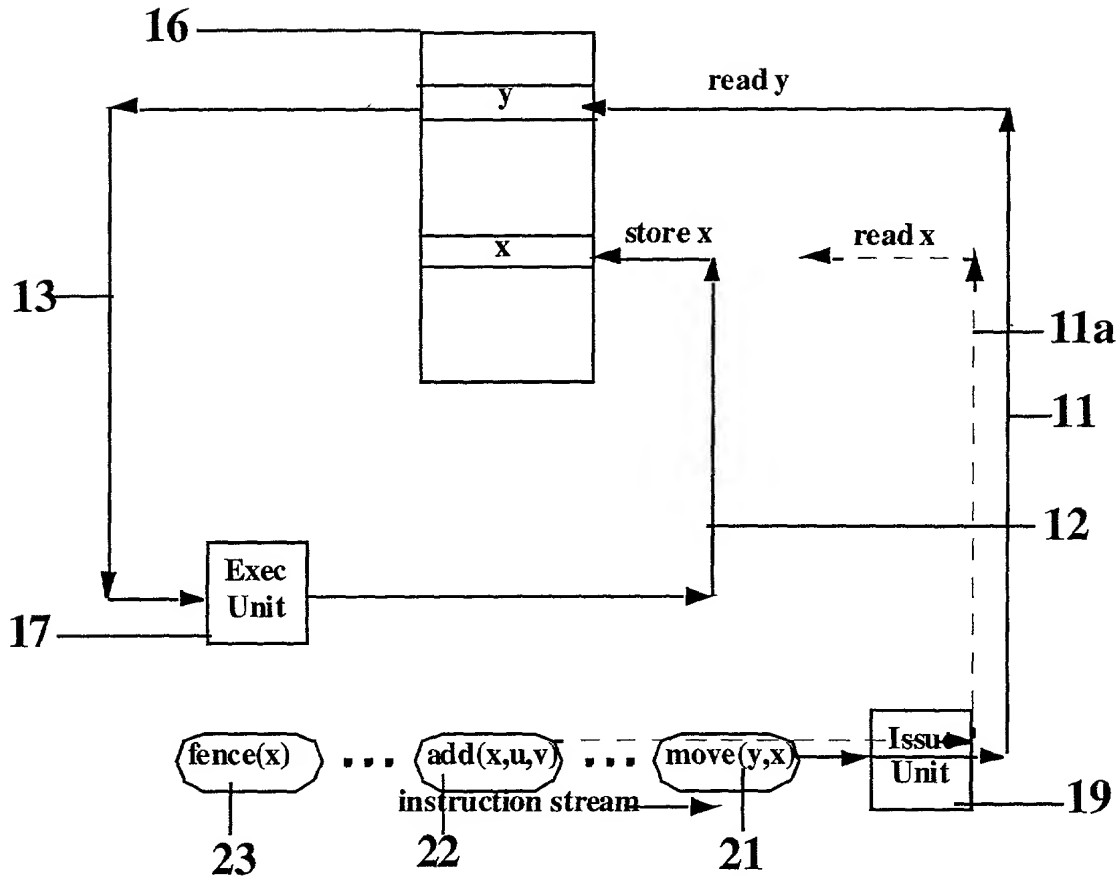 16
y
read y
x
store x
read x
13
11a
11
12
Exec
Unit
17
fence(x)
...
add(x,u,v)
...
move(y,x)
Issue
Unit
instruction stream
19
23
22
21